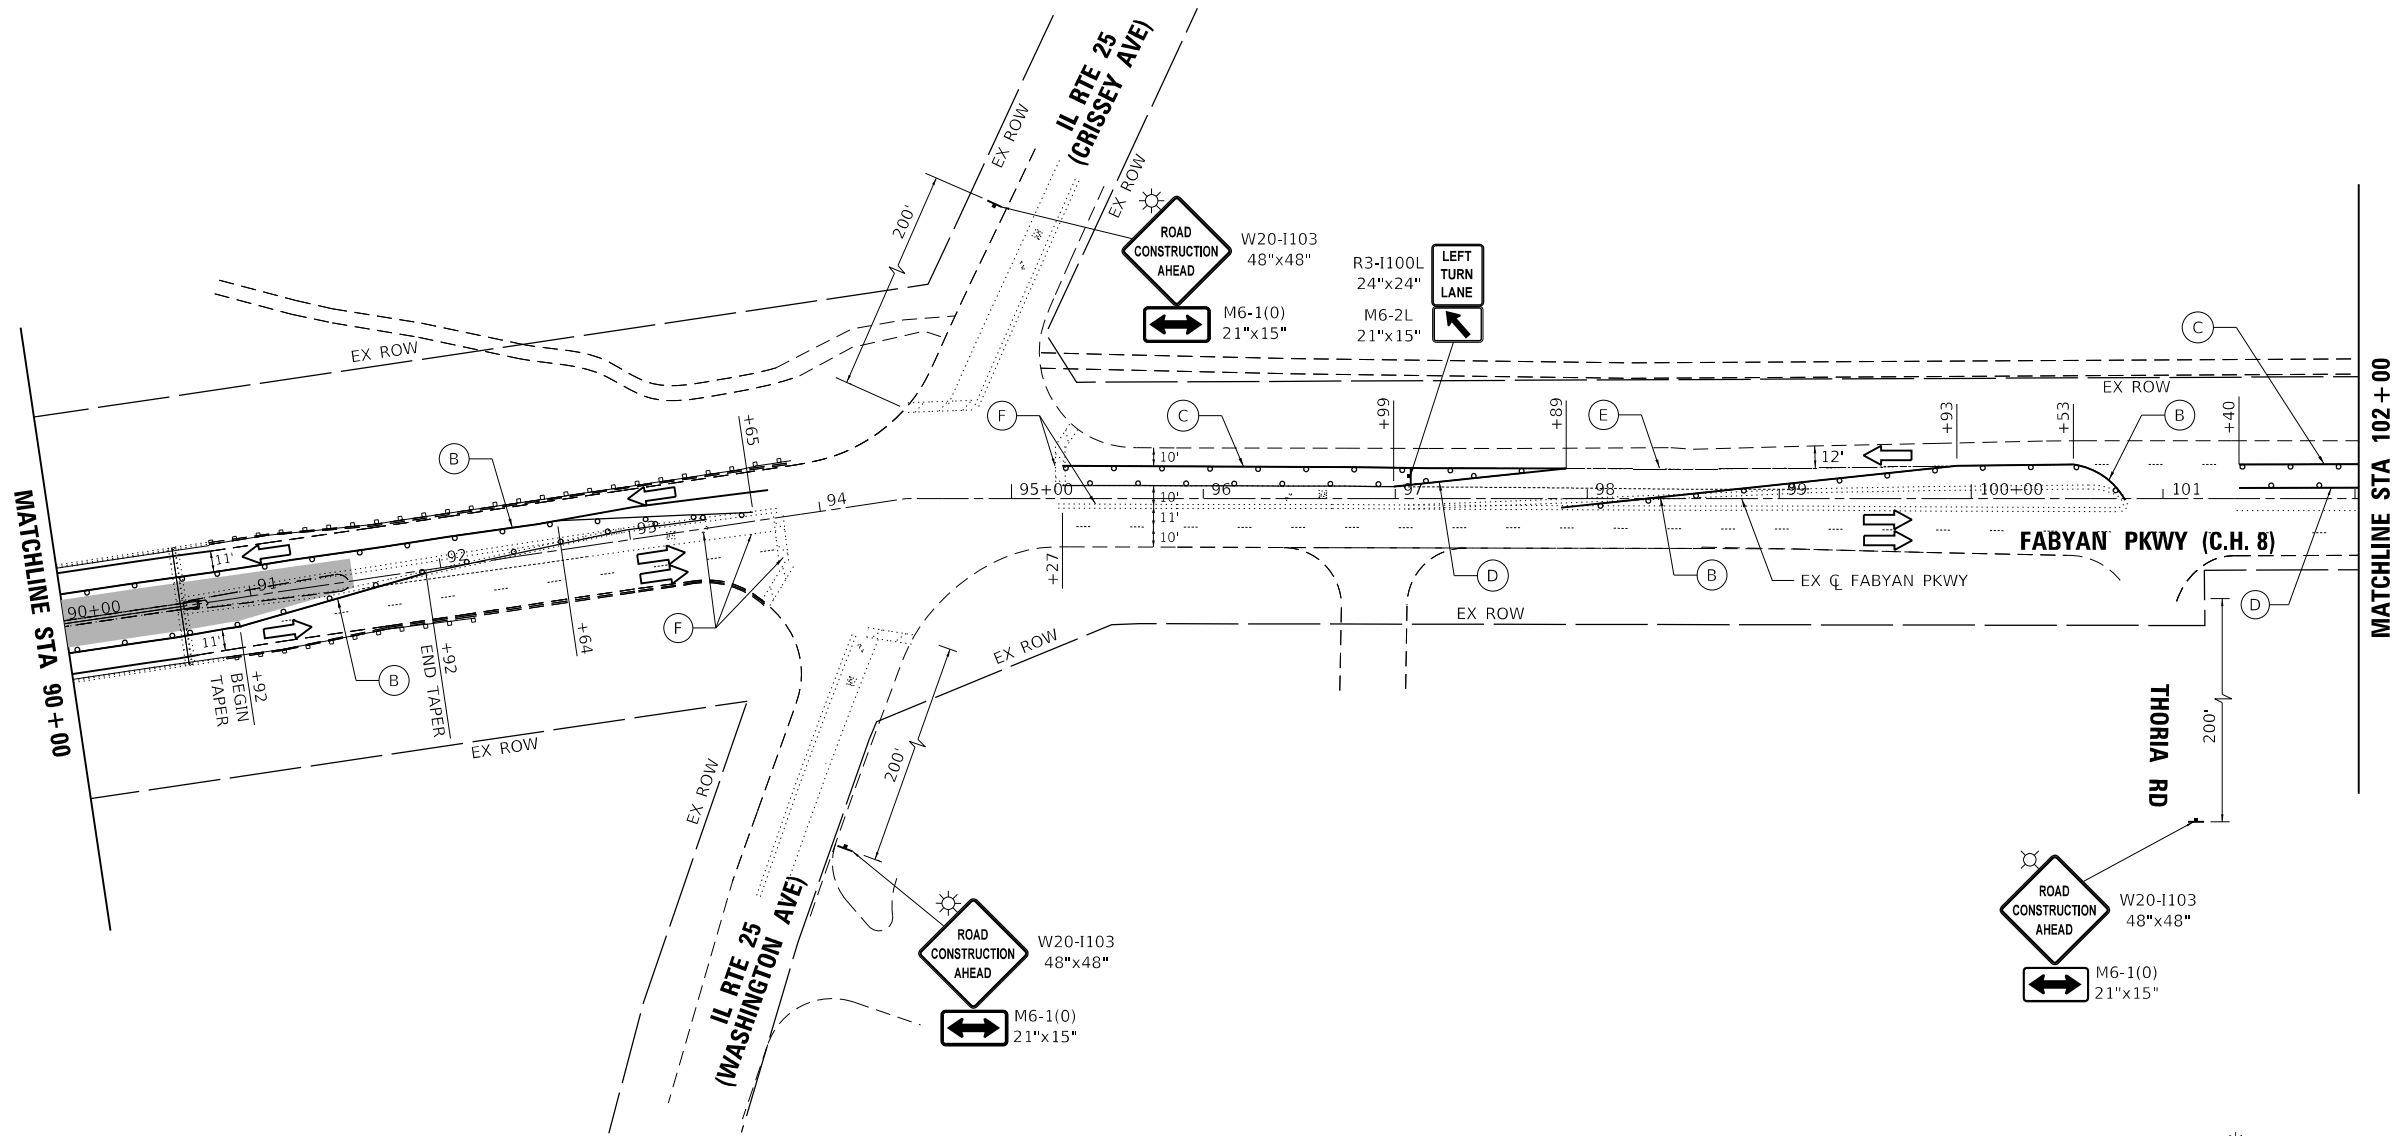 IL RTE 25
(CRISSEY AVE)
EX ROW
EX ROW
200'
ROAD
CONSTRUCTION
AHEAD
W20-I103
48"x48"
M6-1(0)
21"x15"
R3-I100L
24"x24"
LEFT
TURN
LANE
M6-2L
21"x15"
C
EX ROW
EX ROW
MATCHLINE STA 90+00
MATCHLINE STA 102+00
B
+65
F
C
+99
+89
E
+93
+53
B
+40
10'
12'
10'
11'
10'
90+00
+91
92
93
94
95+00
96
97
98
99
100+00
101
11'
11'
+92
BEGIN
TAPER
B
+92
END TAPER
+64
F
+27
D
B
EX ℄ FABYAN PKWY
FABYAN PKWY (C.H. 8)
D
EX ROW
EX ROW
EX ROW
EX ROW
200'
THORIA RD
200'
IL RTE 25
(WASHINGTON AVE)
ROAD
CONSTRUCTION
AHEAD
W20-I103
48"x48"
M6-1(0)
21"x15"
ROAD
CONSTRUCTION
AHEAD
W20-I103
48"x48"
M6-1(0)
21"x15"